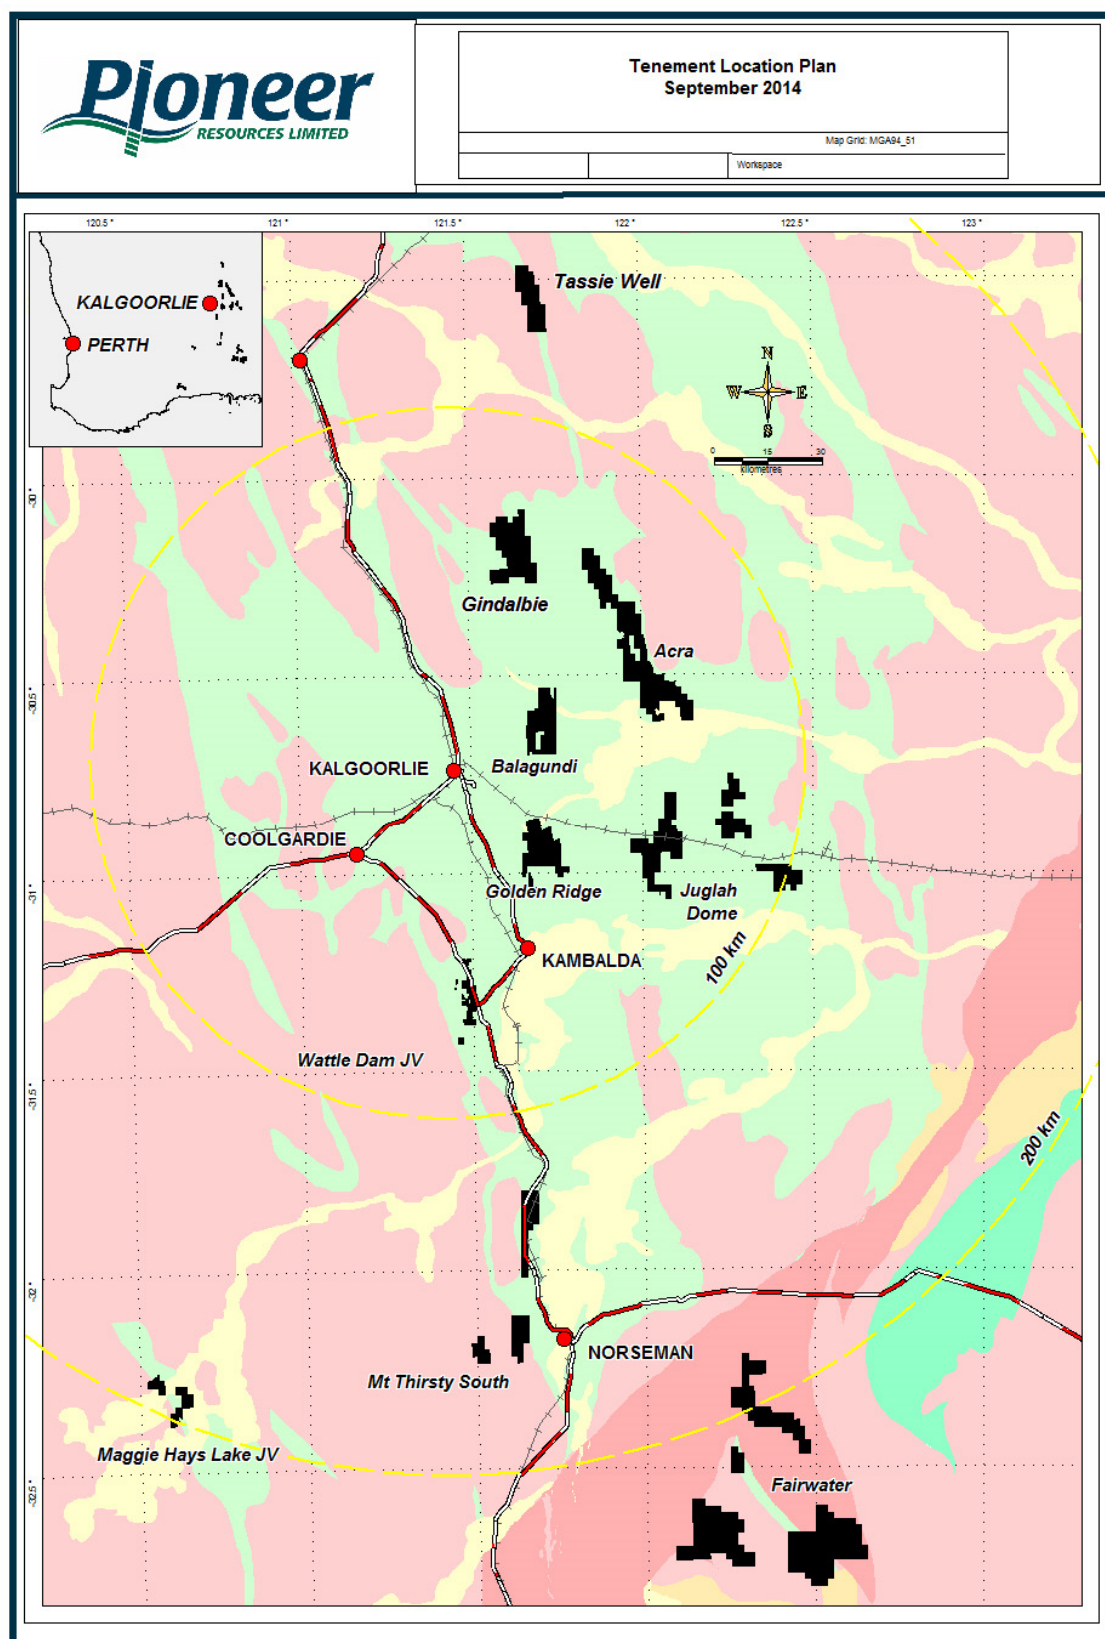 Pioneer
RESOURCES LIMITED
Tenement Location Plan
September 2014
Map Grid: MGA94_51
Workspace
120.5 °
121 °
121.5 °
122 °
122.5 °
123 °
KALGOORLIE
PERTH
Tassie Well
N
W
E
S
0
15
30
kilometres
-30 °
Gindalbie
Acra
-30.5 °
Balagundi
KALGOORLIE
COOLGARDIE
-31 °
Golden Ridge
Juglah
Dome
KAMBALDA
100 km
Wattle Dam JV
-31.5 °
200 km
-32 °
NORSEMAN
Mt Thirsty South
Maggie Hays Lake JV
-32.5 °
Fairwater